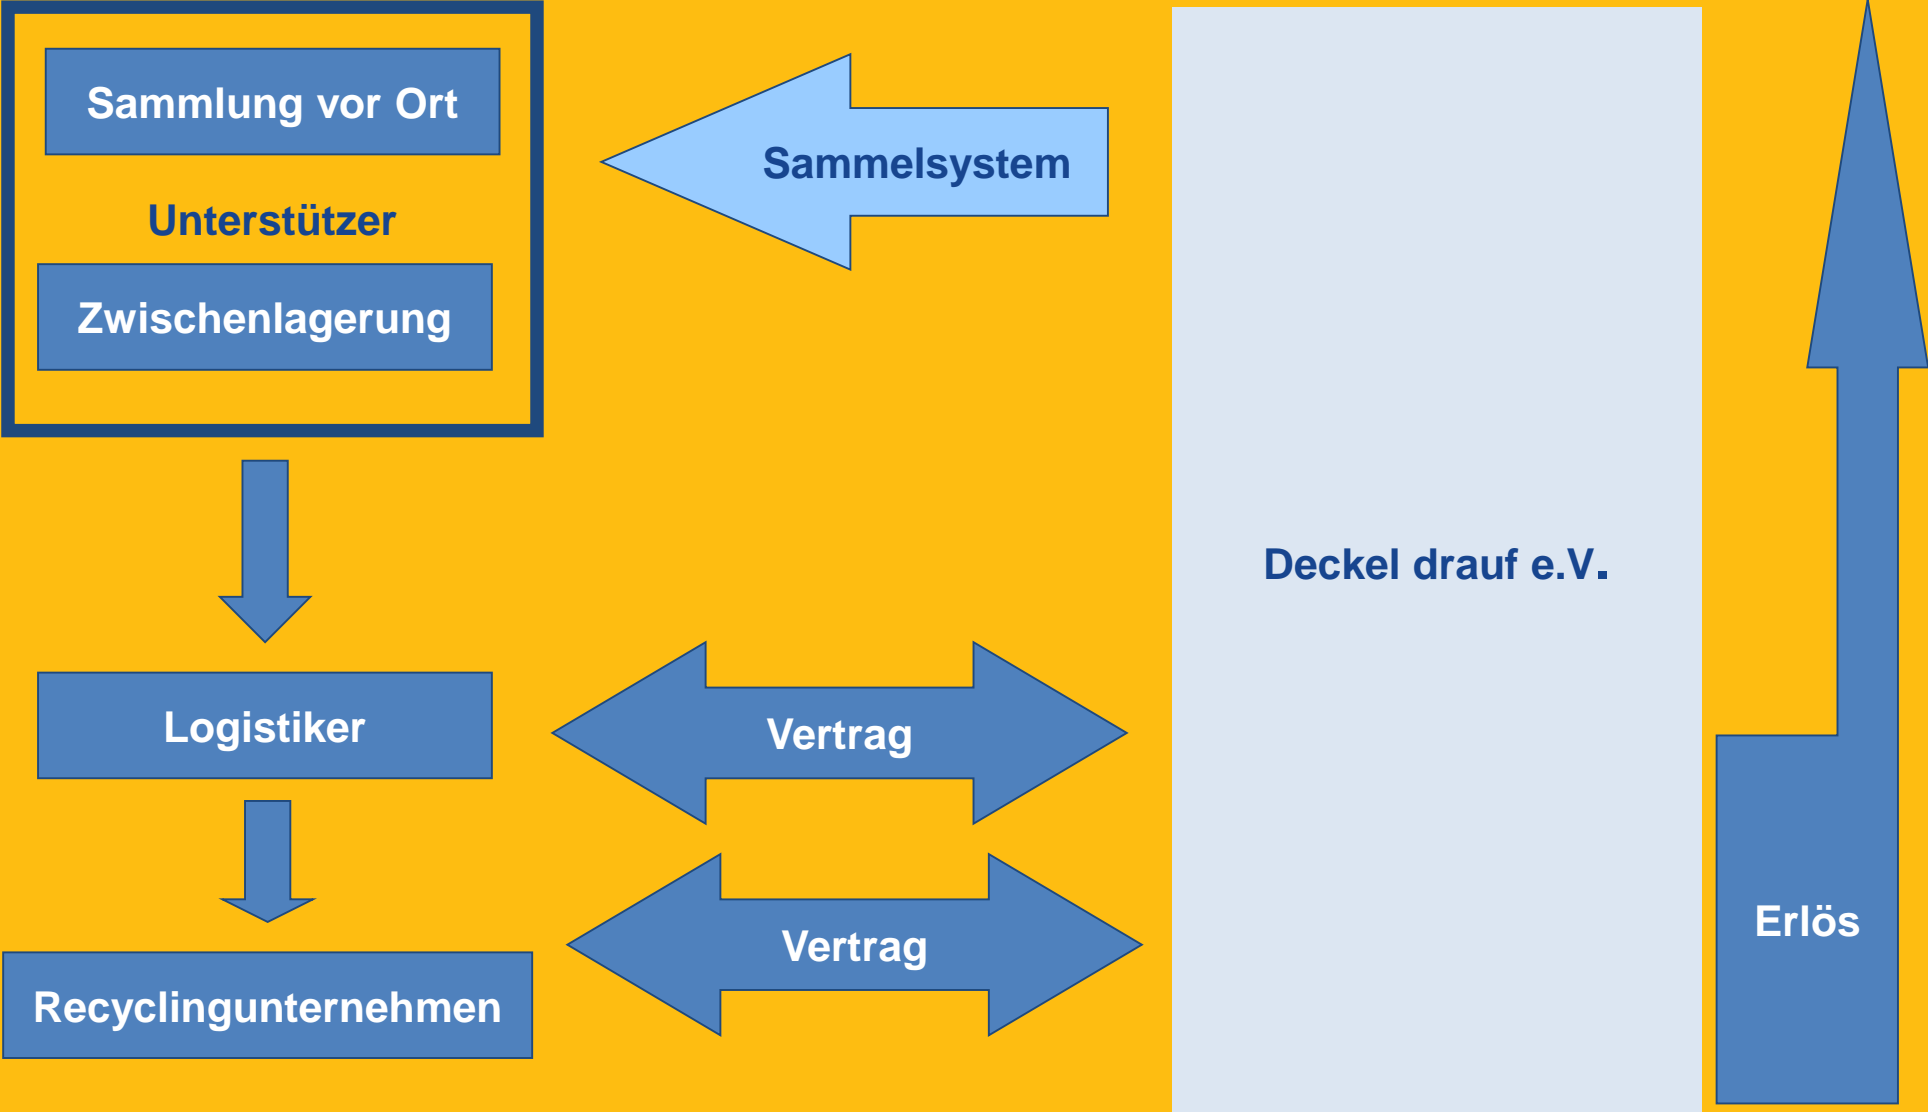 Sammlung vor Ort
Unterstützer
Zwischenlagerung
Sammelsystem
Deckel drauf e.V.
Logistiker
Vertrag
Recyclingunternehmen
Vertrag
Erlös